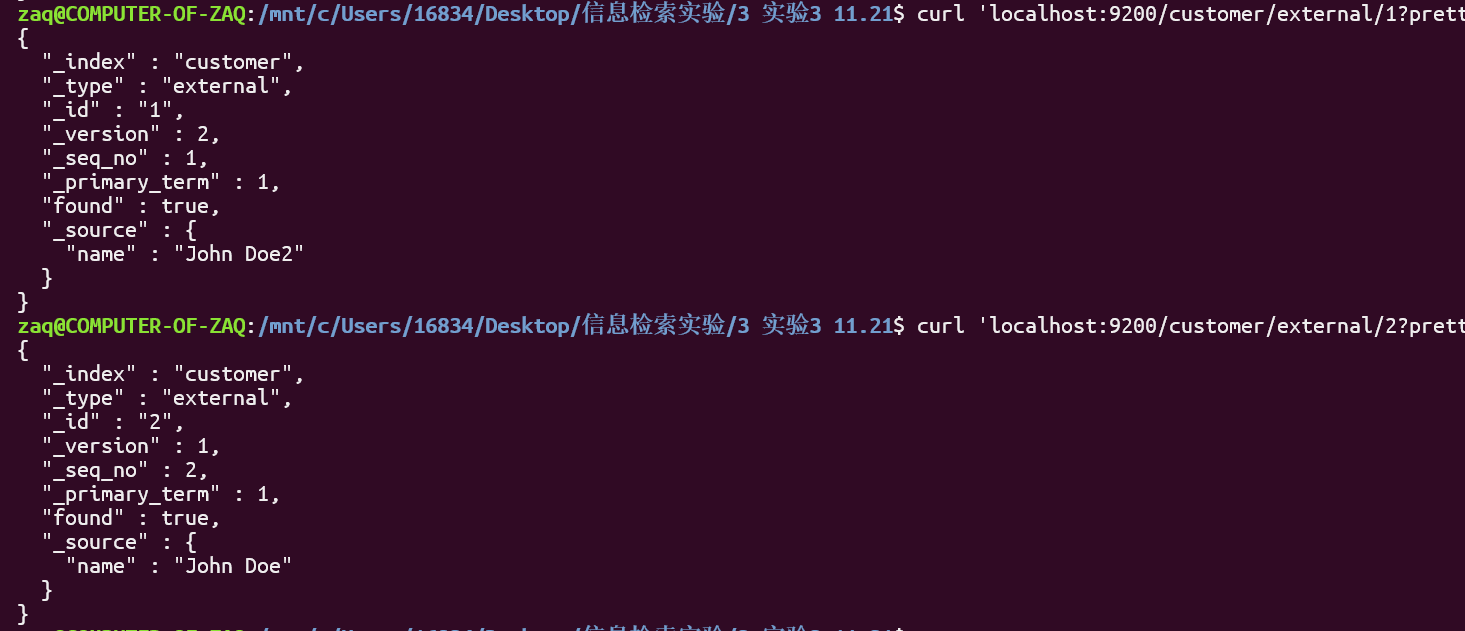 zaq@COMPUTER-OF-ZAQ:/mnt/c/Users/16834/Desktop/信息检索实验/3 实验3 11.21$ curl 'localhost:9200/customer/external/1?prett
{
  "_index" : "customer",
  "_type" : "external",
  "_id" : "1",
  "_version" : 2,
  "_seq_no" : 1,
  "_primary_term" : 1,
  "found" : true,
  "_source" : {
    "name" : "John Doe2"
  }
}
zaq@COMPUTER-OF-ZAQ:/mnt/c/Users/16834/Desktop/信息检索实验/3 实验3 11.21$ curl 'localhost:9200/customer/external/2?prett
{
  "_index" : "customer",
  "_type" : "external",
  "_id" : "2",
  "_version" : 1,
  "_seq_no" : 2,
  "_primary_term" : 1,
  "found" : true,
  "_source" : {
    "name" : "John Doe"
  }
}